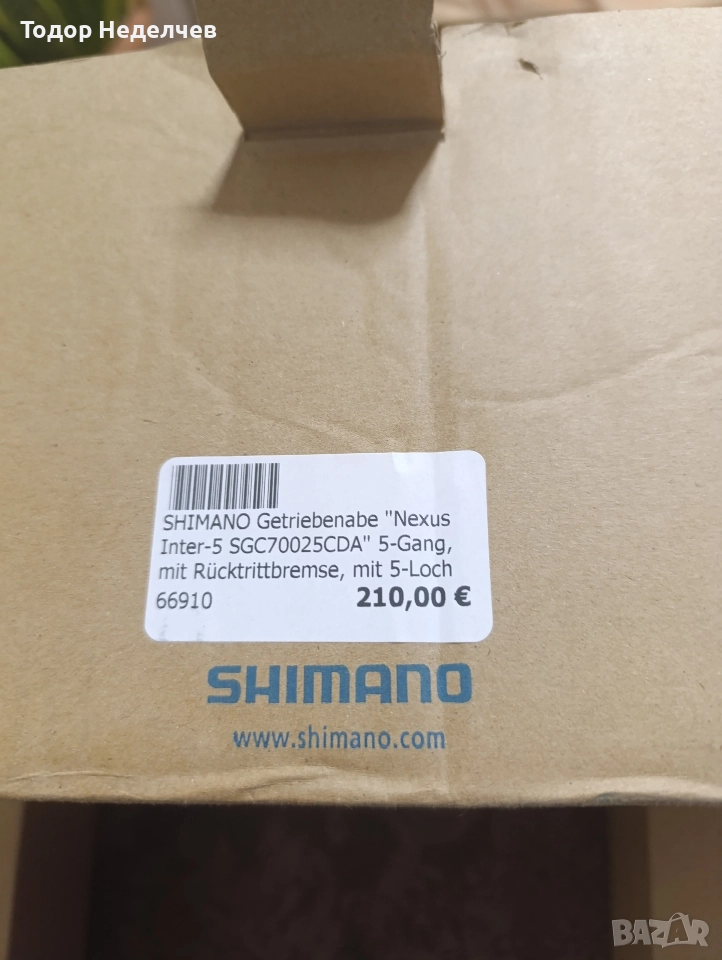 Тодор Неделчев
SHIMANO Getriebenabe "Nexus
Inter-5 SGC70025CDA" 5-Gang,
mit Rücktrittbremse, mit 5-Loch
66910 210,00 €
SHIMANO
www.shimano.com
BAZAR